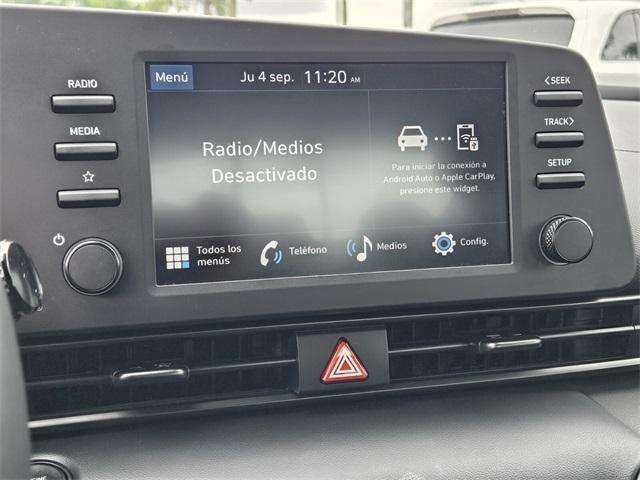 RADIO
MEDIA
Menú
Ju 4 sep. 11:20 AM
Radio/Medios
Desactivado
Para iniciar la conexión a
Android Auto o Apple CarPlay,
presione este widget.
Todos los
menús
Teléfono
Medios
Config.
<SEEK
TRACK>
SETUP